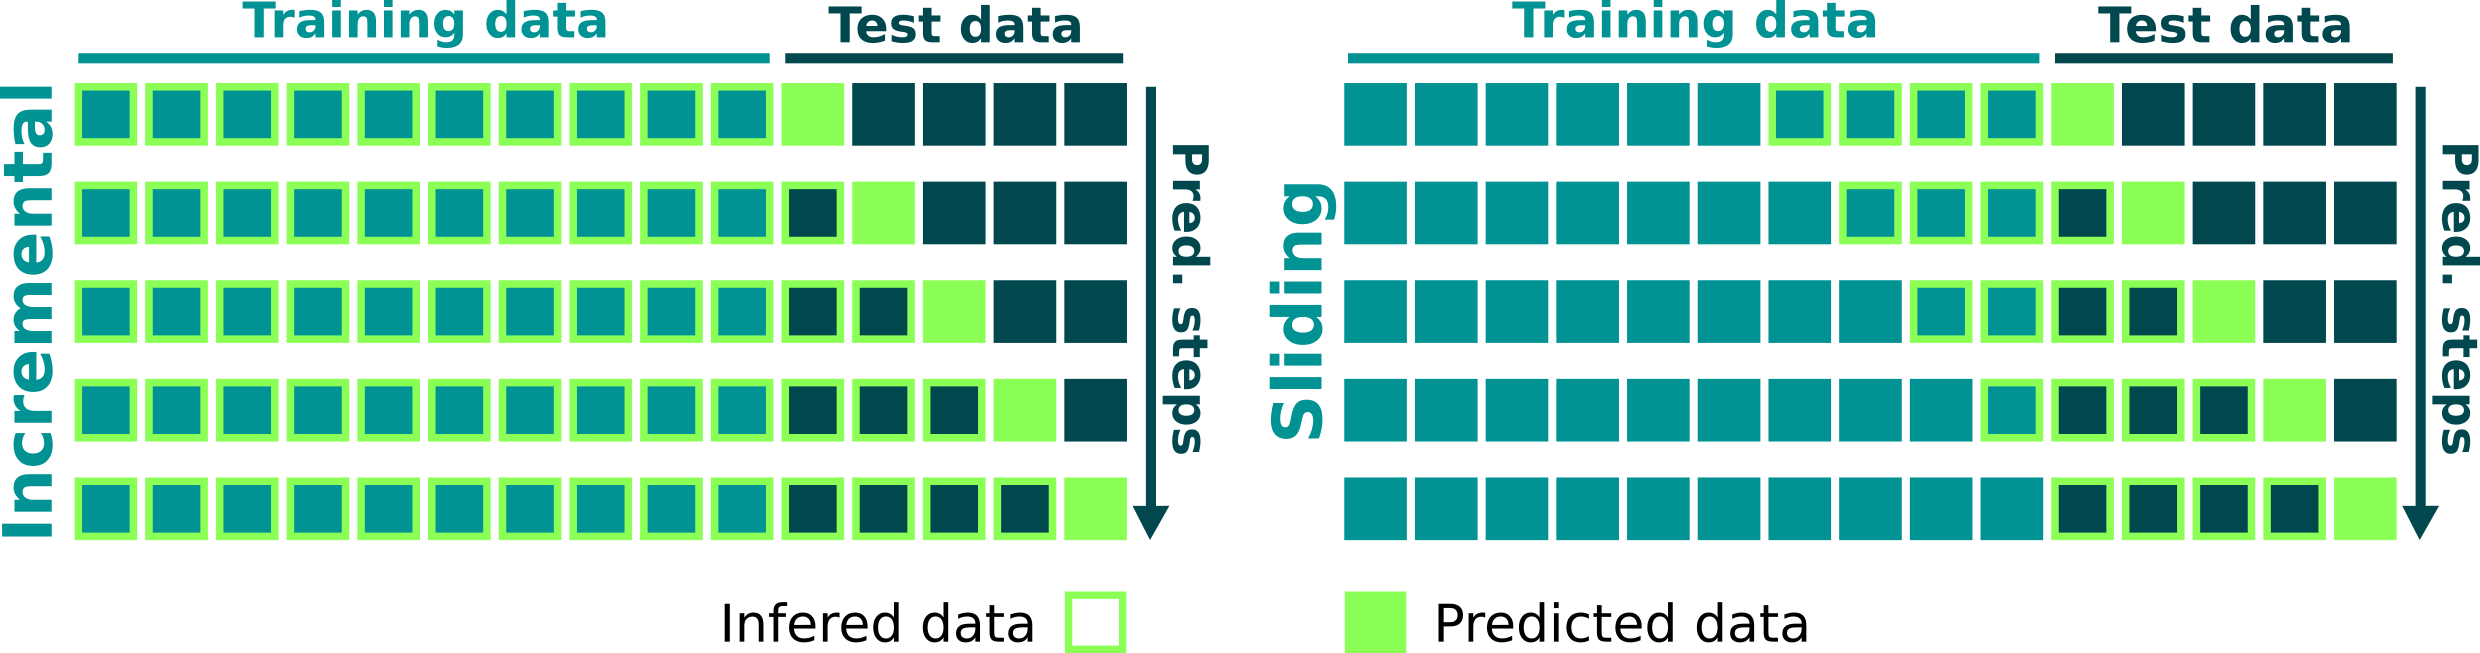 Training data
Test data
Incremental
Pred. steps
Training data
Test data
Sliding
Pred. steps
Infered data
Predicted data